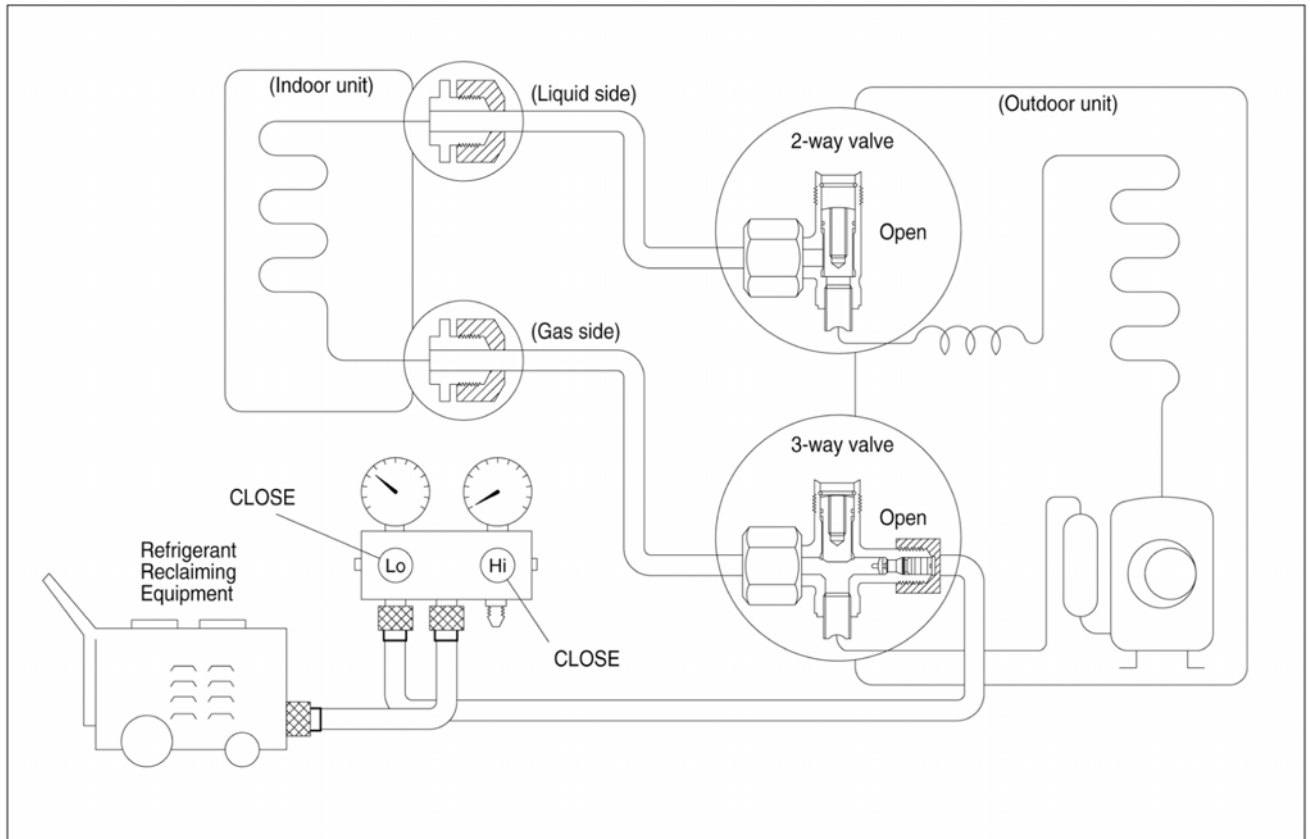 (Indoor unit)
(Liquid side)
(Outdoor unit)
2-way valve
Open
(Gas side)
3-way valve
Open
CLOSE
Lo
Hi
CLOSE
Refrigerant
Reclaiming
Equipment